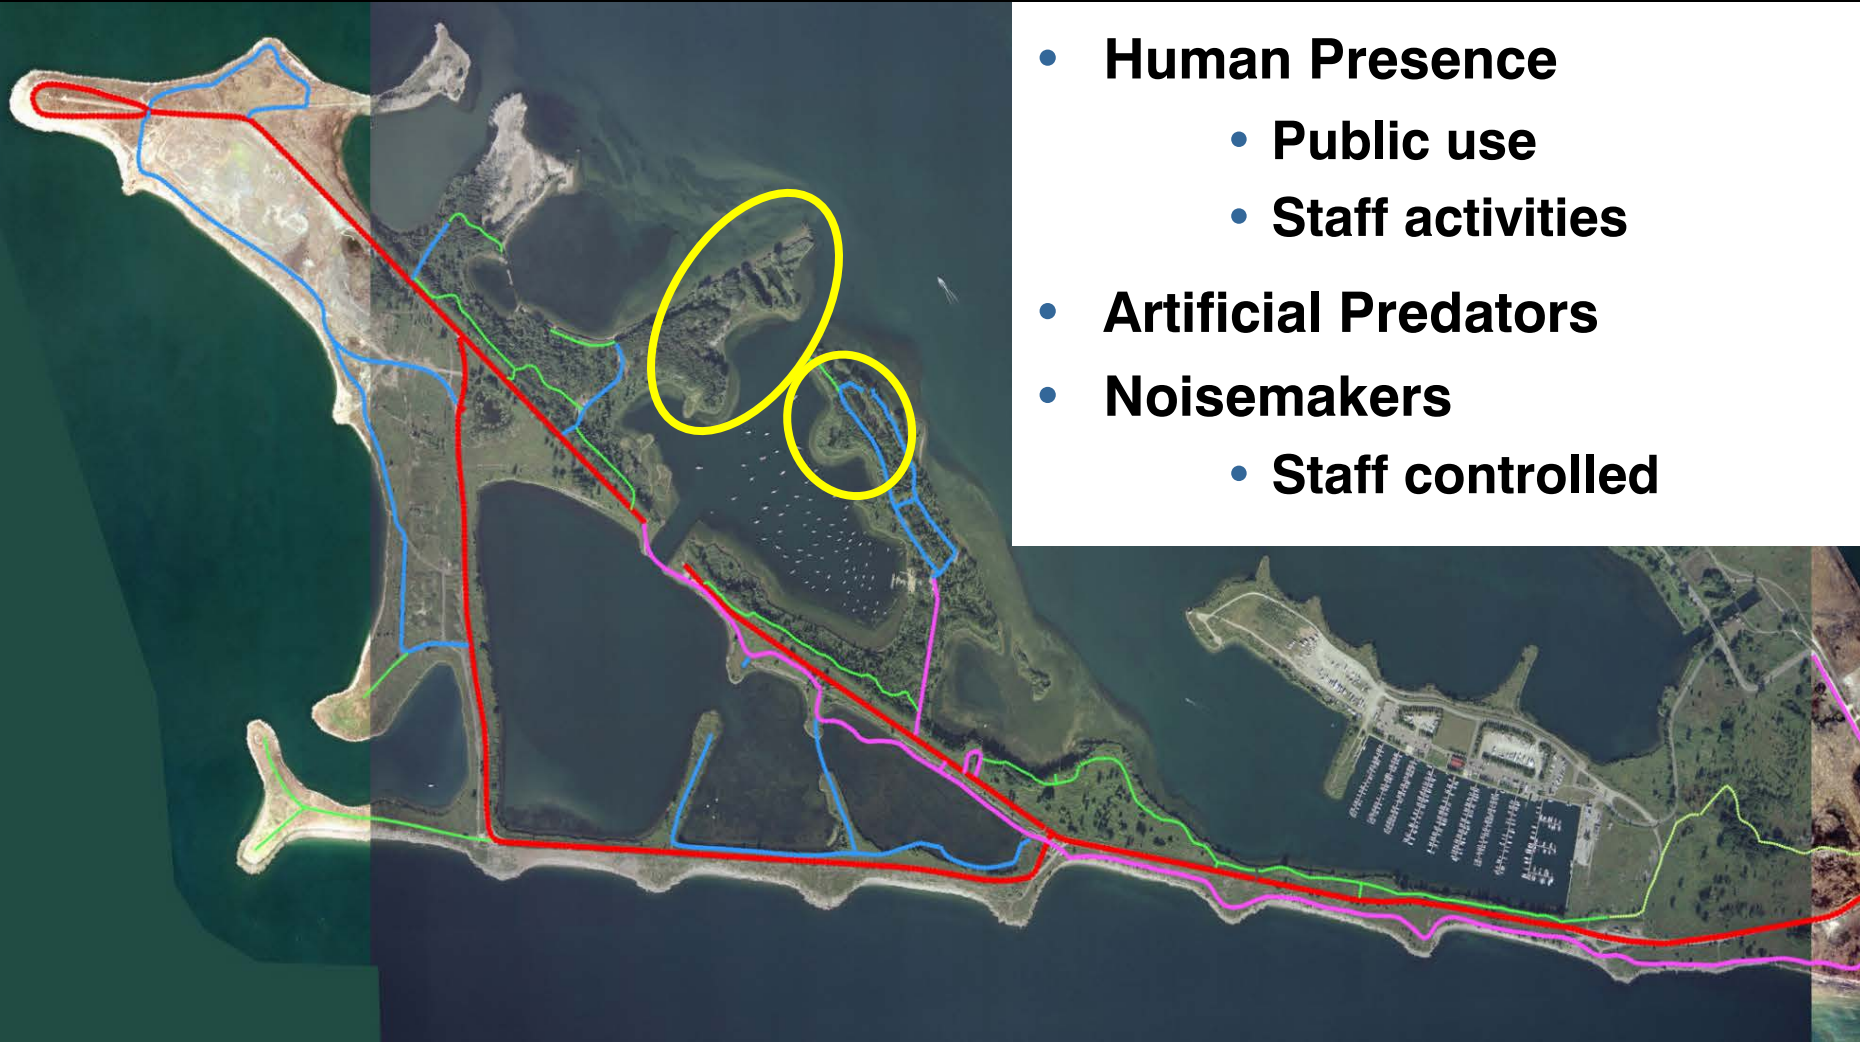 • Human Presence
• Public use
• Staff activities
• Artificial Predators
• Noisemakers
• Staff controlled